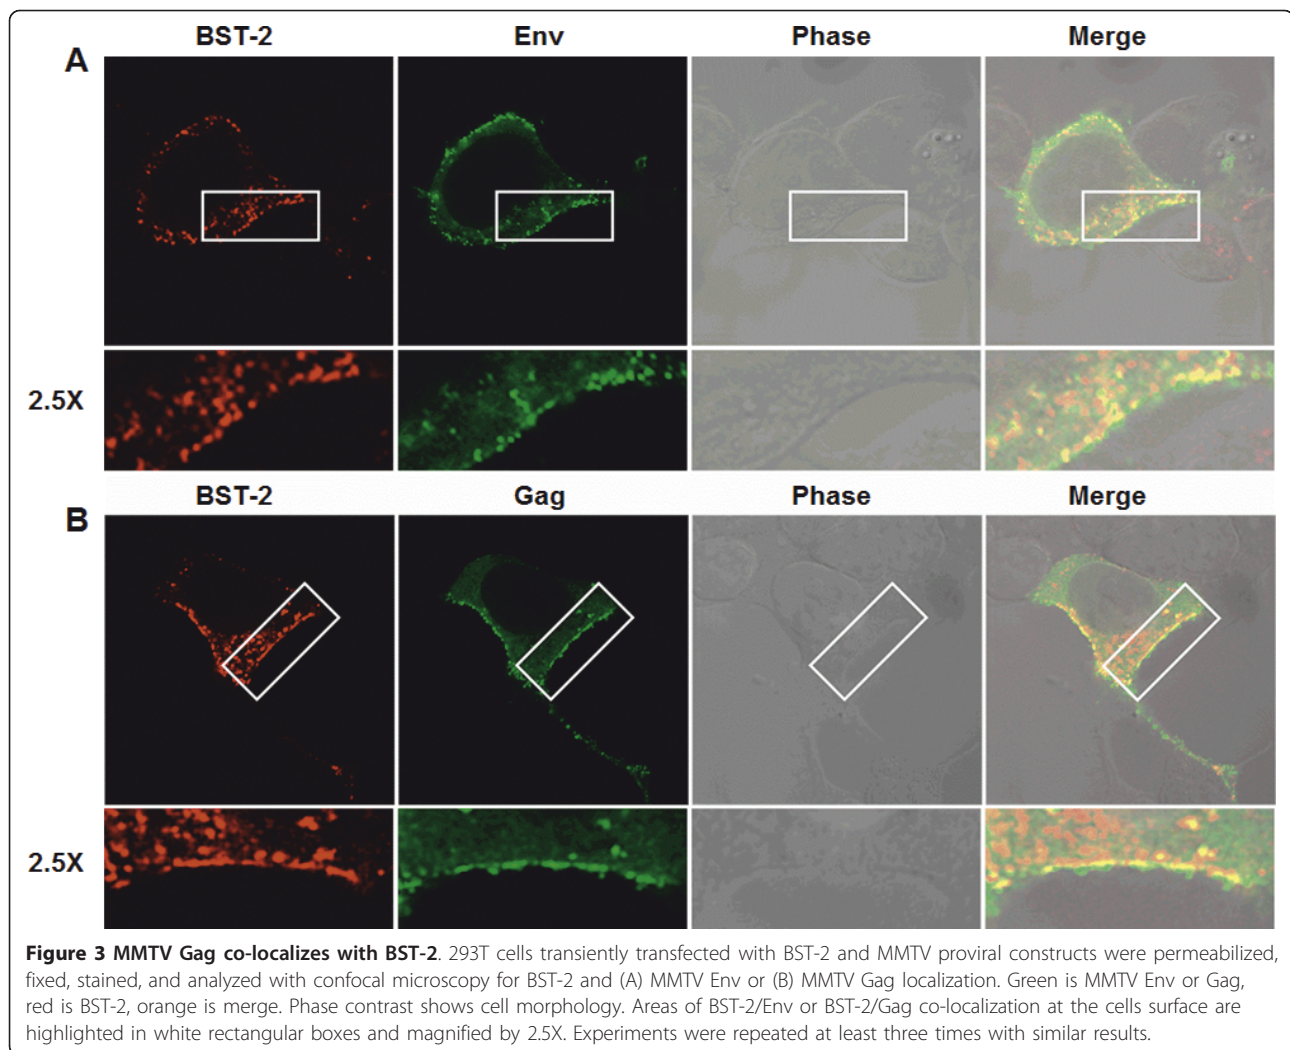 BST-2 Env Phase Merge
A
2.5X
BST-2 Gag Phase Merge
B
2.5X
Figure 3 MMTV Gag co-localizes with BST-2. 293T cells transiently transfected with BST-2 and MMTV proviral constructs were permeabilized,
fixed, stained, and analyzed with confocal microscopy for BST-2 and (A) MMTV Env or (B) MMTV Gag localization. Green is MMTV Env or Gag,
red is BST-2, orange is merge. Phase contrast shows cell morphology. Areas of BST-2/Env or BST-2/Gag co-localization at the cells surface are
highlighted in white rectangular boxes and magnified by 2.5X. Experiments were repeated at least three times with similar results.